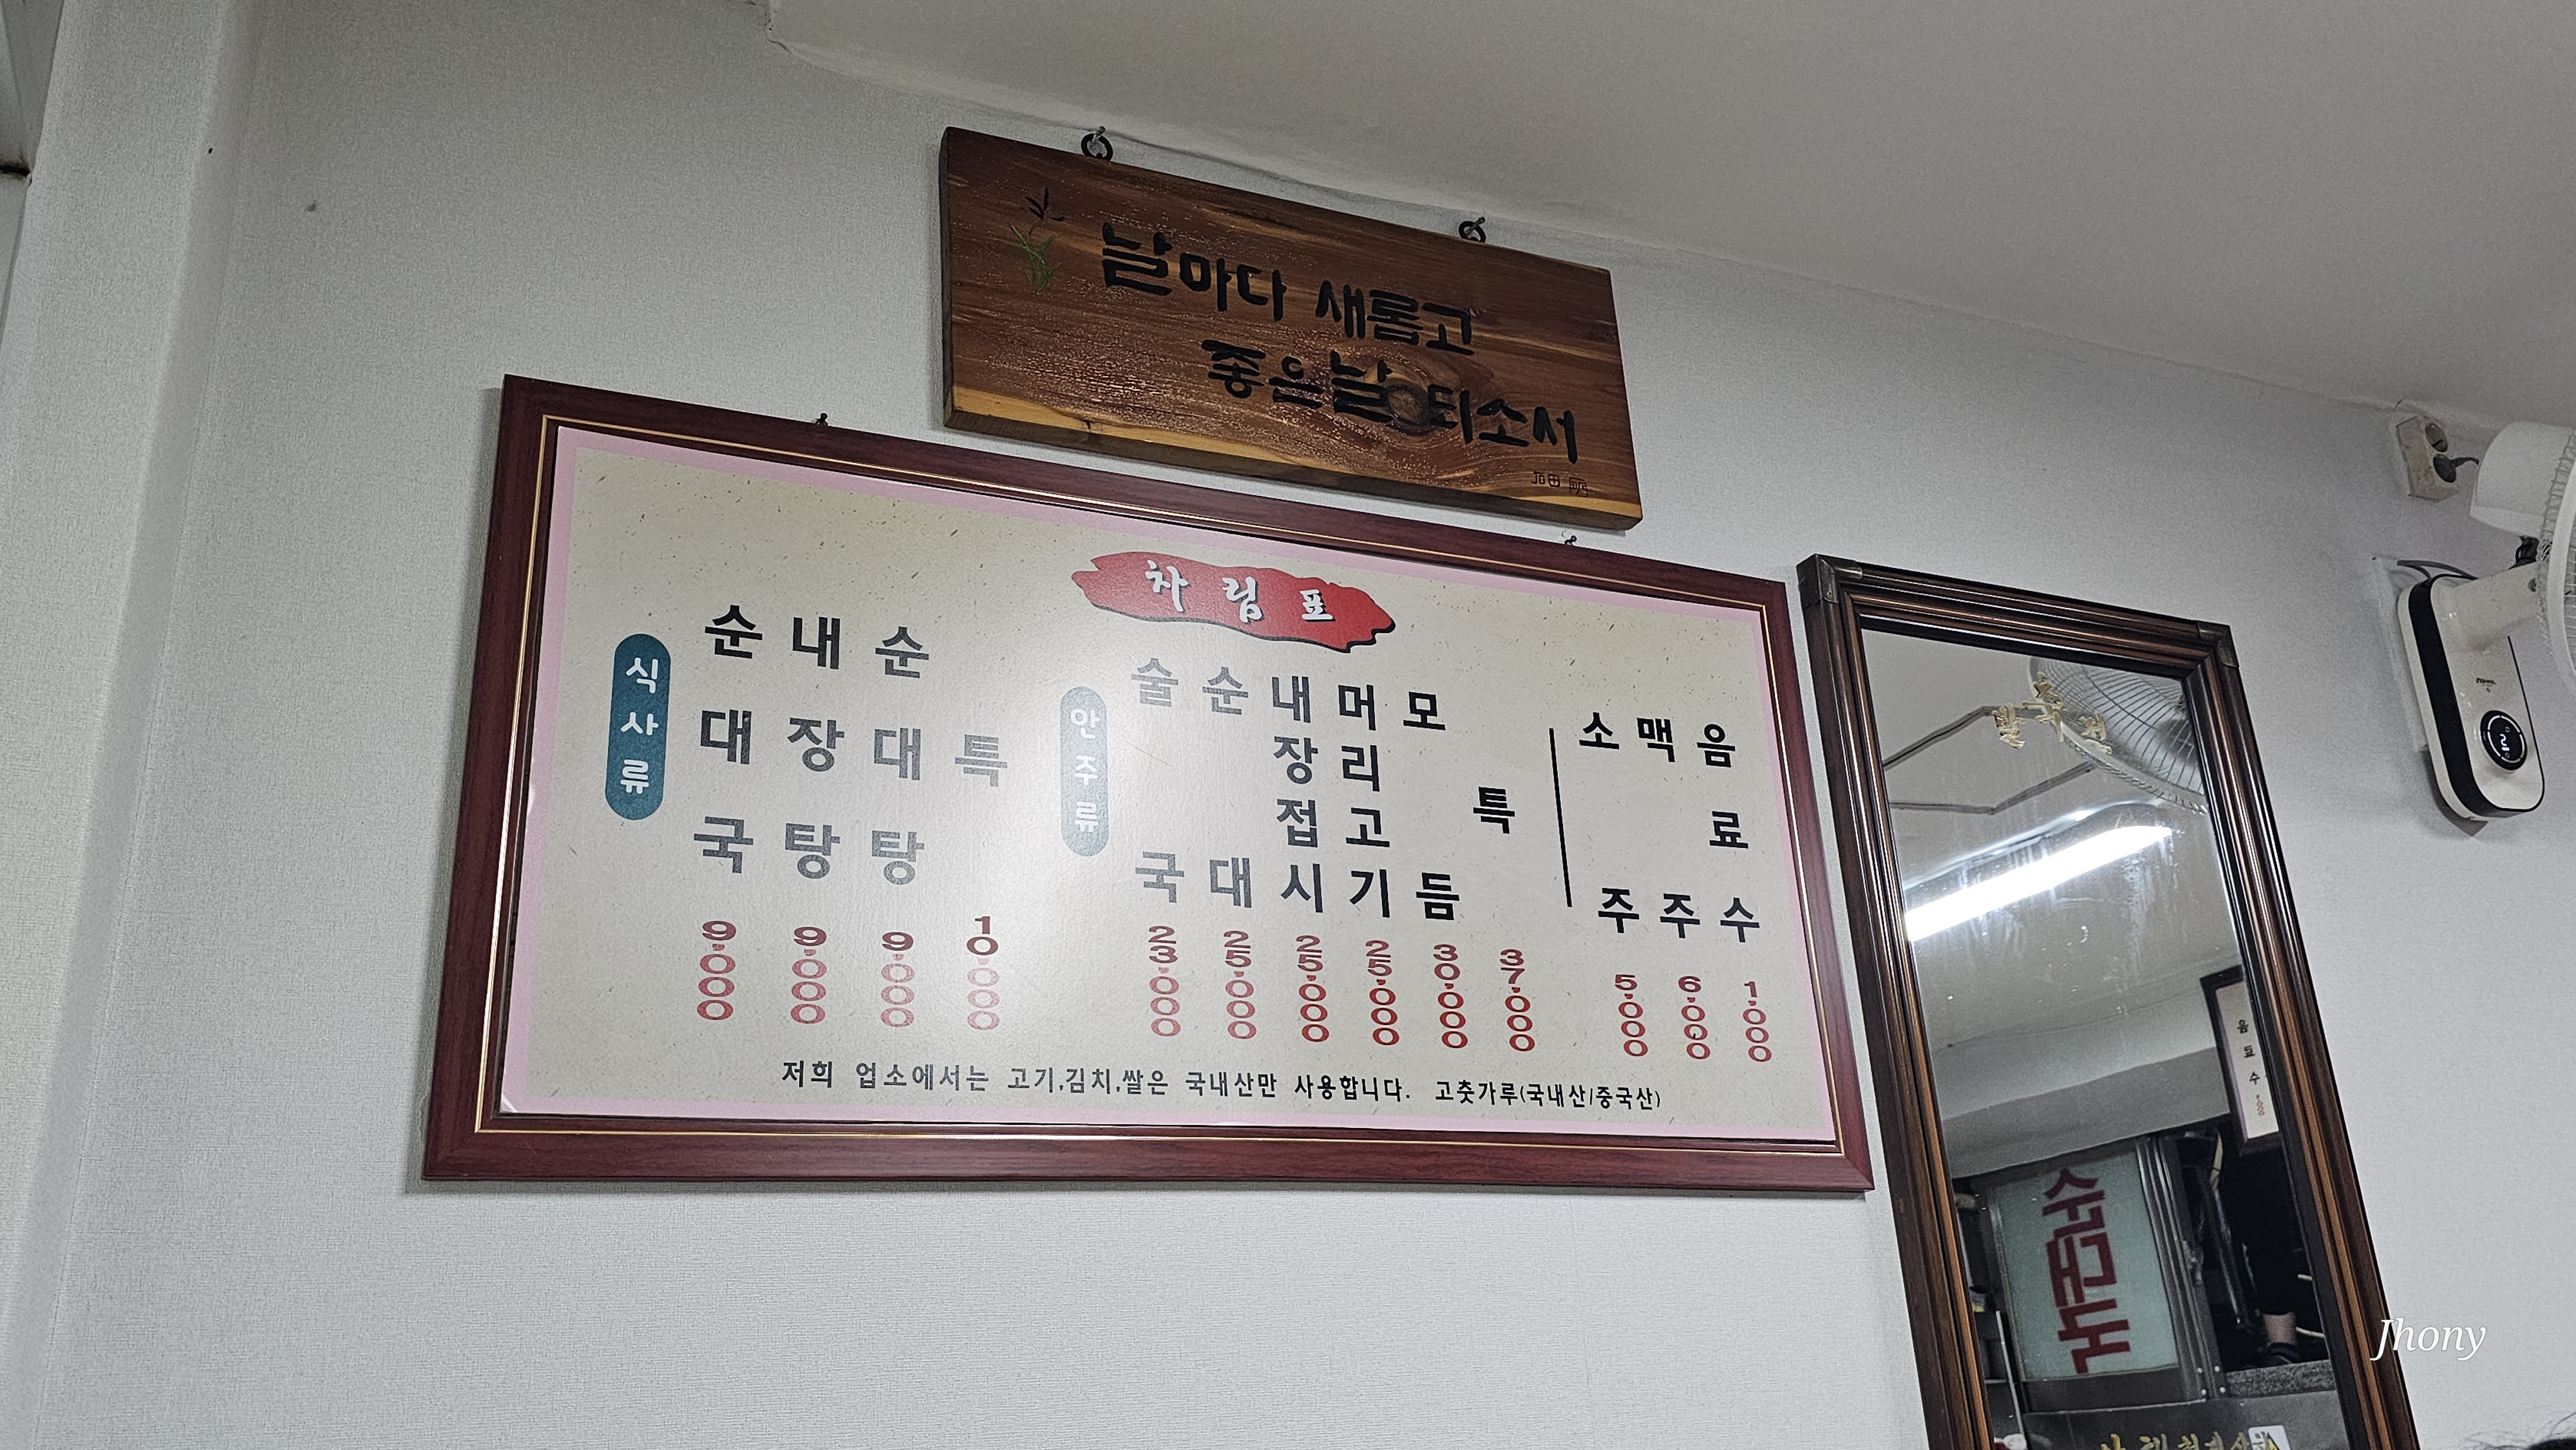 날마다 새롭고
좋은날 되소서
차림표
식사류
순대국 9,000
내장탕 9,000
순대탕 9,000
특 10,000
안주류
술국 23,000
순대 25,000
내장접시 25,000
머리고기 25,000
모듬 30,000
특 37,000
소주 5,000
맥주 6,000
음료수 1,000
저희 업소에서는 고기,김치,쌀은 국내산만 사용합니다. 고춧가루(국내산/중국산)
Jhony